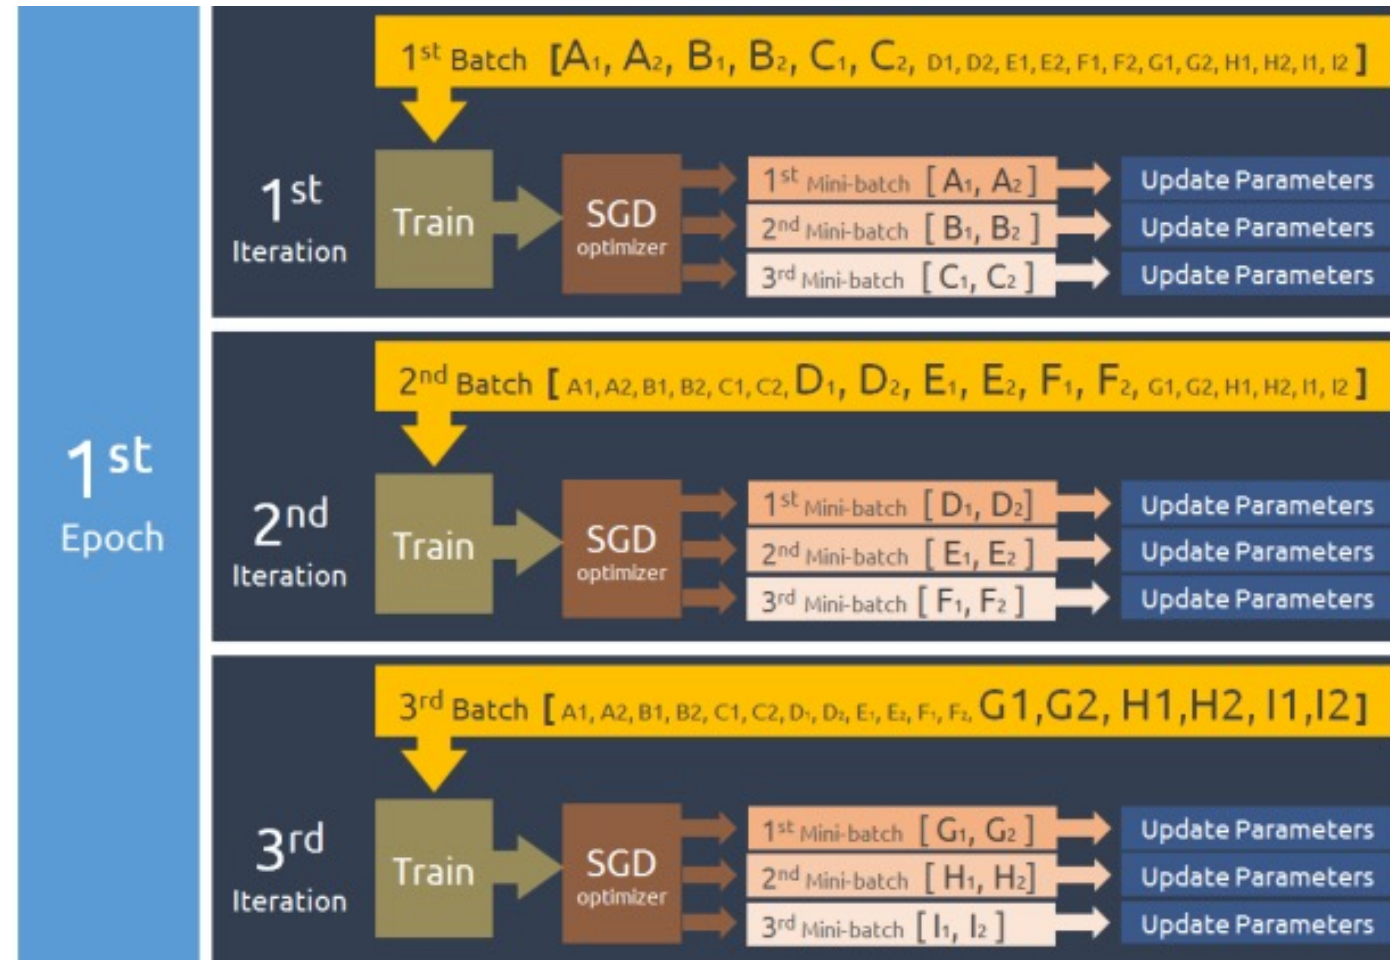 1st Epoch
1st Batch [A1, A2, B1, B2, C1, C2, D1, D2, E1, E2, F1, F2, G1, G2, H1, H2, I1, I2 ]
1st Iteration
Train
SGD optimizer
1st Mini-batch [ A1, A2 ]
Update Parameters
2nd Mini-batch [ B1, B2 ]
Update Parameters
3rd Mini-batch [ C1, C2 ]
Update Parameters
2nd Batch [ A1, A2, B1, B2, C1, C2, D1, D2, E1, E2, F1, F2, G1, G2, H1, H2, I1, I2 ]
2nd Iteration
Train
SGD optimizer
1st Mini-batch [ D1, D2]
Update Parameters
2nd Mini-batch [ E1, E2 ]
Update Parameters
3rd Mini-batch [ F1, F2 ]
Update Parameters
3rd Batch [ A1, A2, B1, B2, C1, C2, D1, D2, E1, E2, F1, F2, G1,G2, H1,H2, I1,I2]
3rd Iteration
Train
SGD optimizer
1st Mini-batch [ G1, G2 ]
Update Parameters
2nd Mini-batch [ H1, H2]
Update Parameters
3rd Mini-batch [ I1, I2 ]
Update Parameters